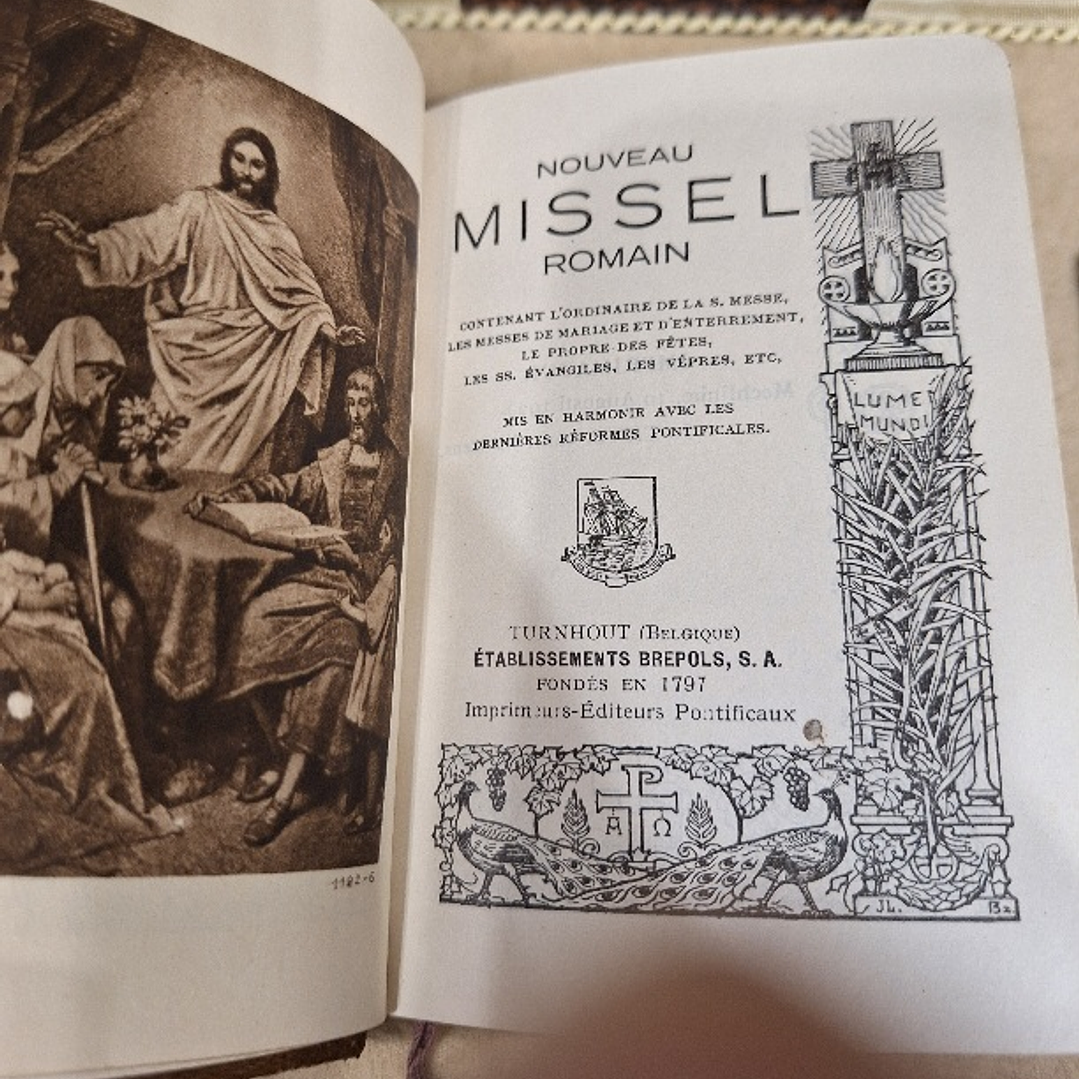 NOUVEAU
MISSEL
ROMAIN
CONTENANT L'ORDINAIRE DE LA S. MESSE,
LES MESSES DE MARIAGE ET D'ENTERREMENT,
LE PROPRE DES FÊTES,
LES SS. ÉVANGILES, LES VÊPRES, ETC,
MIS EN HARMONIE AVEC LES
DERNIÈRES RÉFORMES PONTIFICALES.
TURNHOUT (BELGIQUE)
ÉTABLISSEMENTS BREPOLS, S. A.
FONDÉS EN 1797
Imprimeurs-Éditeurs Pontificaux
LUMEN
MUNDI
Α Ω
JL. Bz
1182-6